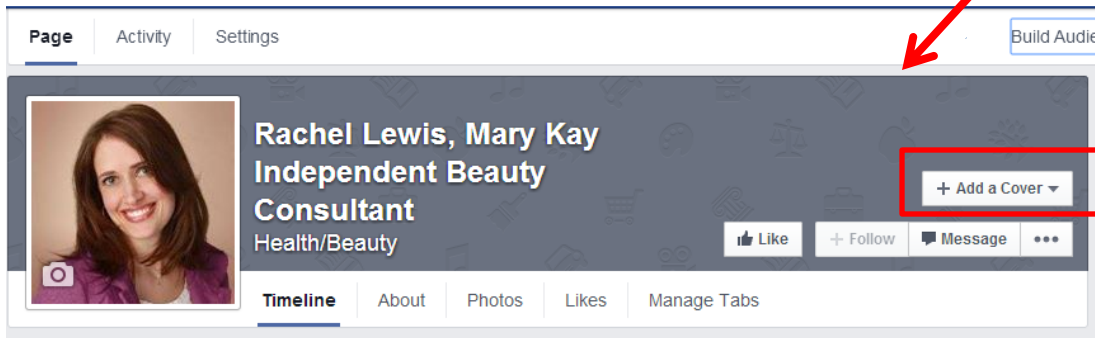 Page Activity Settings Build Audie
Rachel Lewis, Mary Kay
Independent Beauty
Consultant
Health/Beauty
+ Add a Cover
Like + Follow Message
Timeline About Photos Likes Manage Tabs